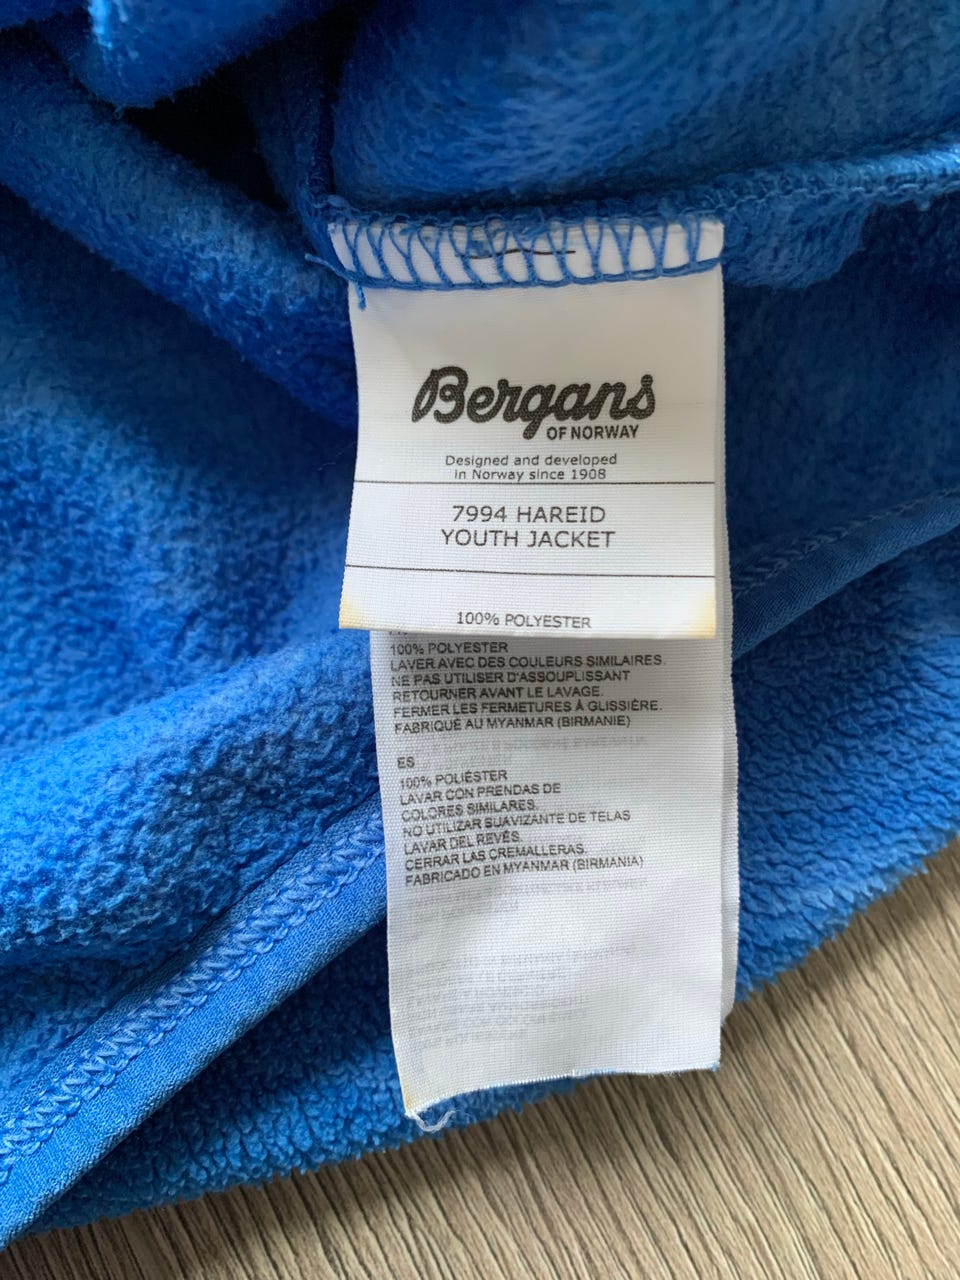 Bergans
OF NORWAY
Designed and developed
in Norway since 1908
7994 HAREID
YOUTH JACKET
100% POLYESTER
100% POLYESTER
LAVER AVEC DES COULEURS SIMILAIRES.
NE PAS UTILISER D'ASSOUPLISSANT
RETOURNER AVANT LE LAVAGE.
FERMER LES FERMETURES À GLISSIÈRE.
FABRIQUÉ AU MYANMAR (BIRMANIE)
ES
100% POLIÉSTER
LAVAR CON PRENDAS DE
COLORES SIMILARES.
NO UTILIZAR SUAVIZANTE DE TELAS
LAVAR DEL REVÉS.
CERRAR LAS CREMALLERAS.
FABRICADO EN MYANMAR (BIRMANIA)